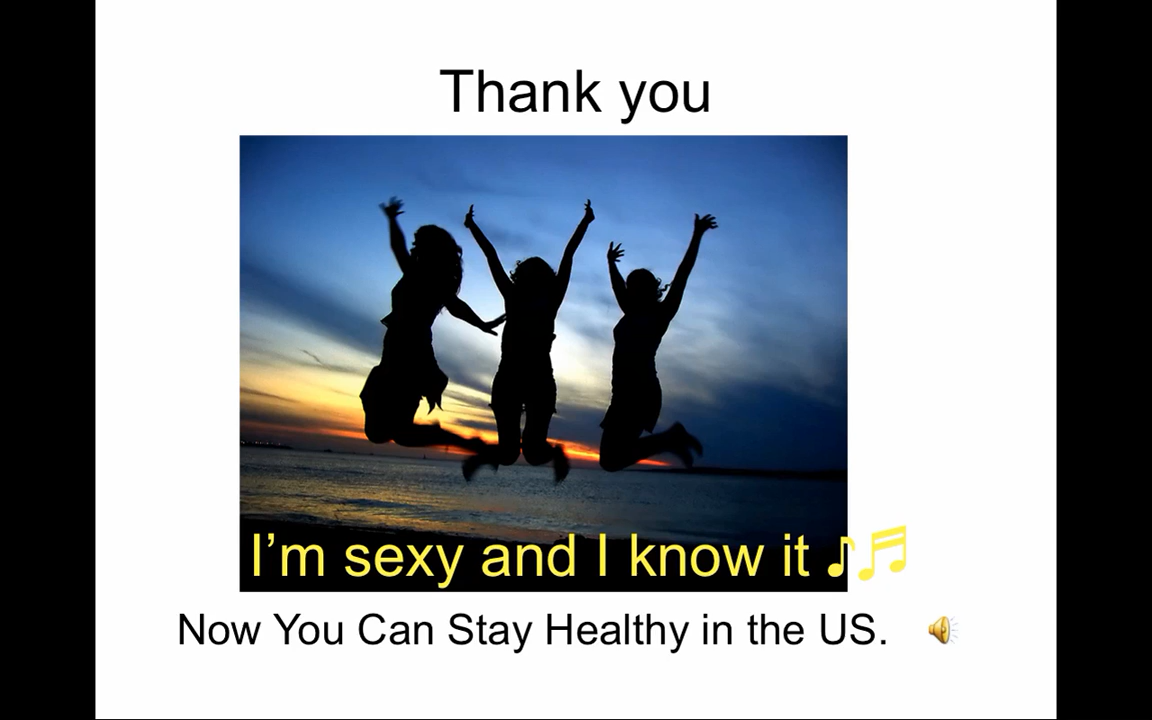 Thank you
I’m sexy and I know it ♪♬
Now You Can Stay Healthy in the US.